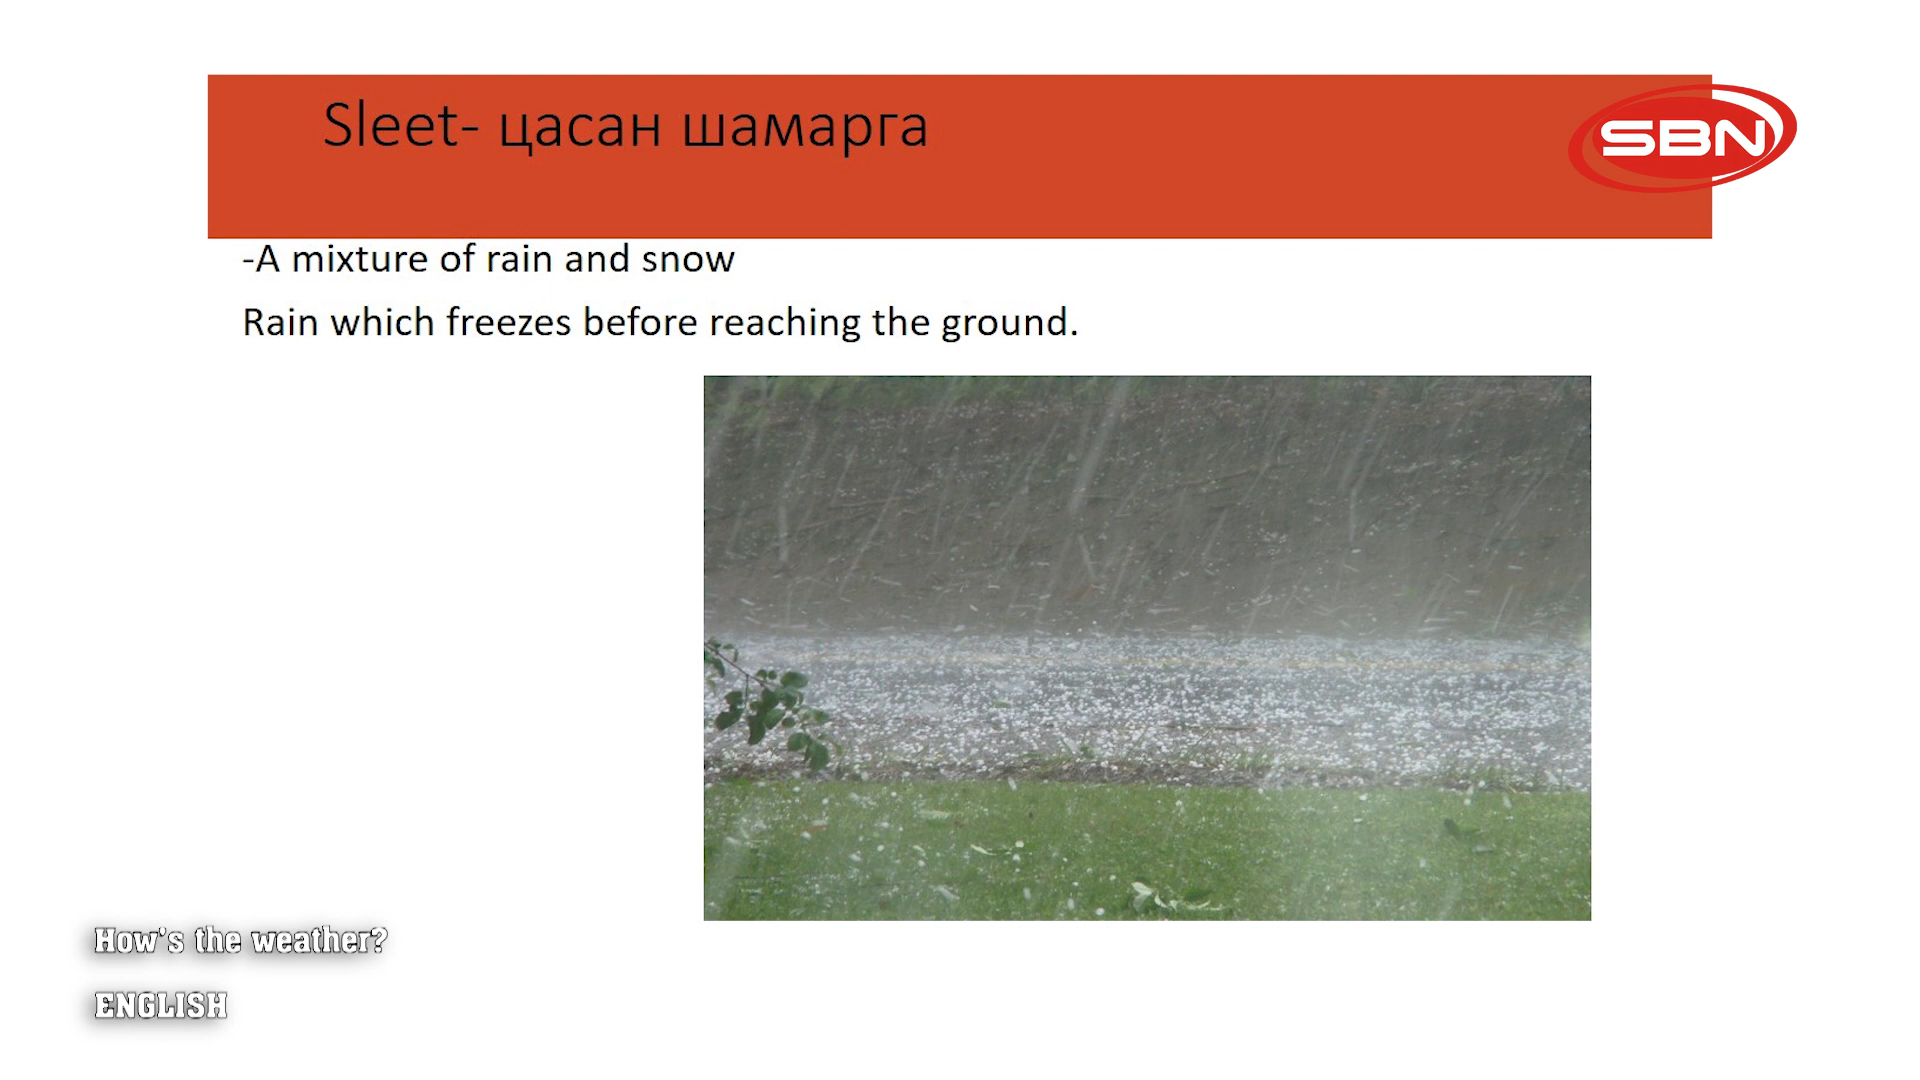 Sleet- цасан шамарга
SBN
-A mixture of rain and snow
Rain which freezes before reaching the ground.
How's the weather?
ENGLISH